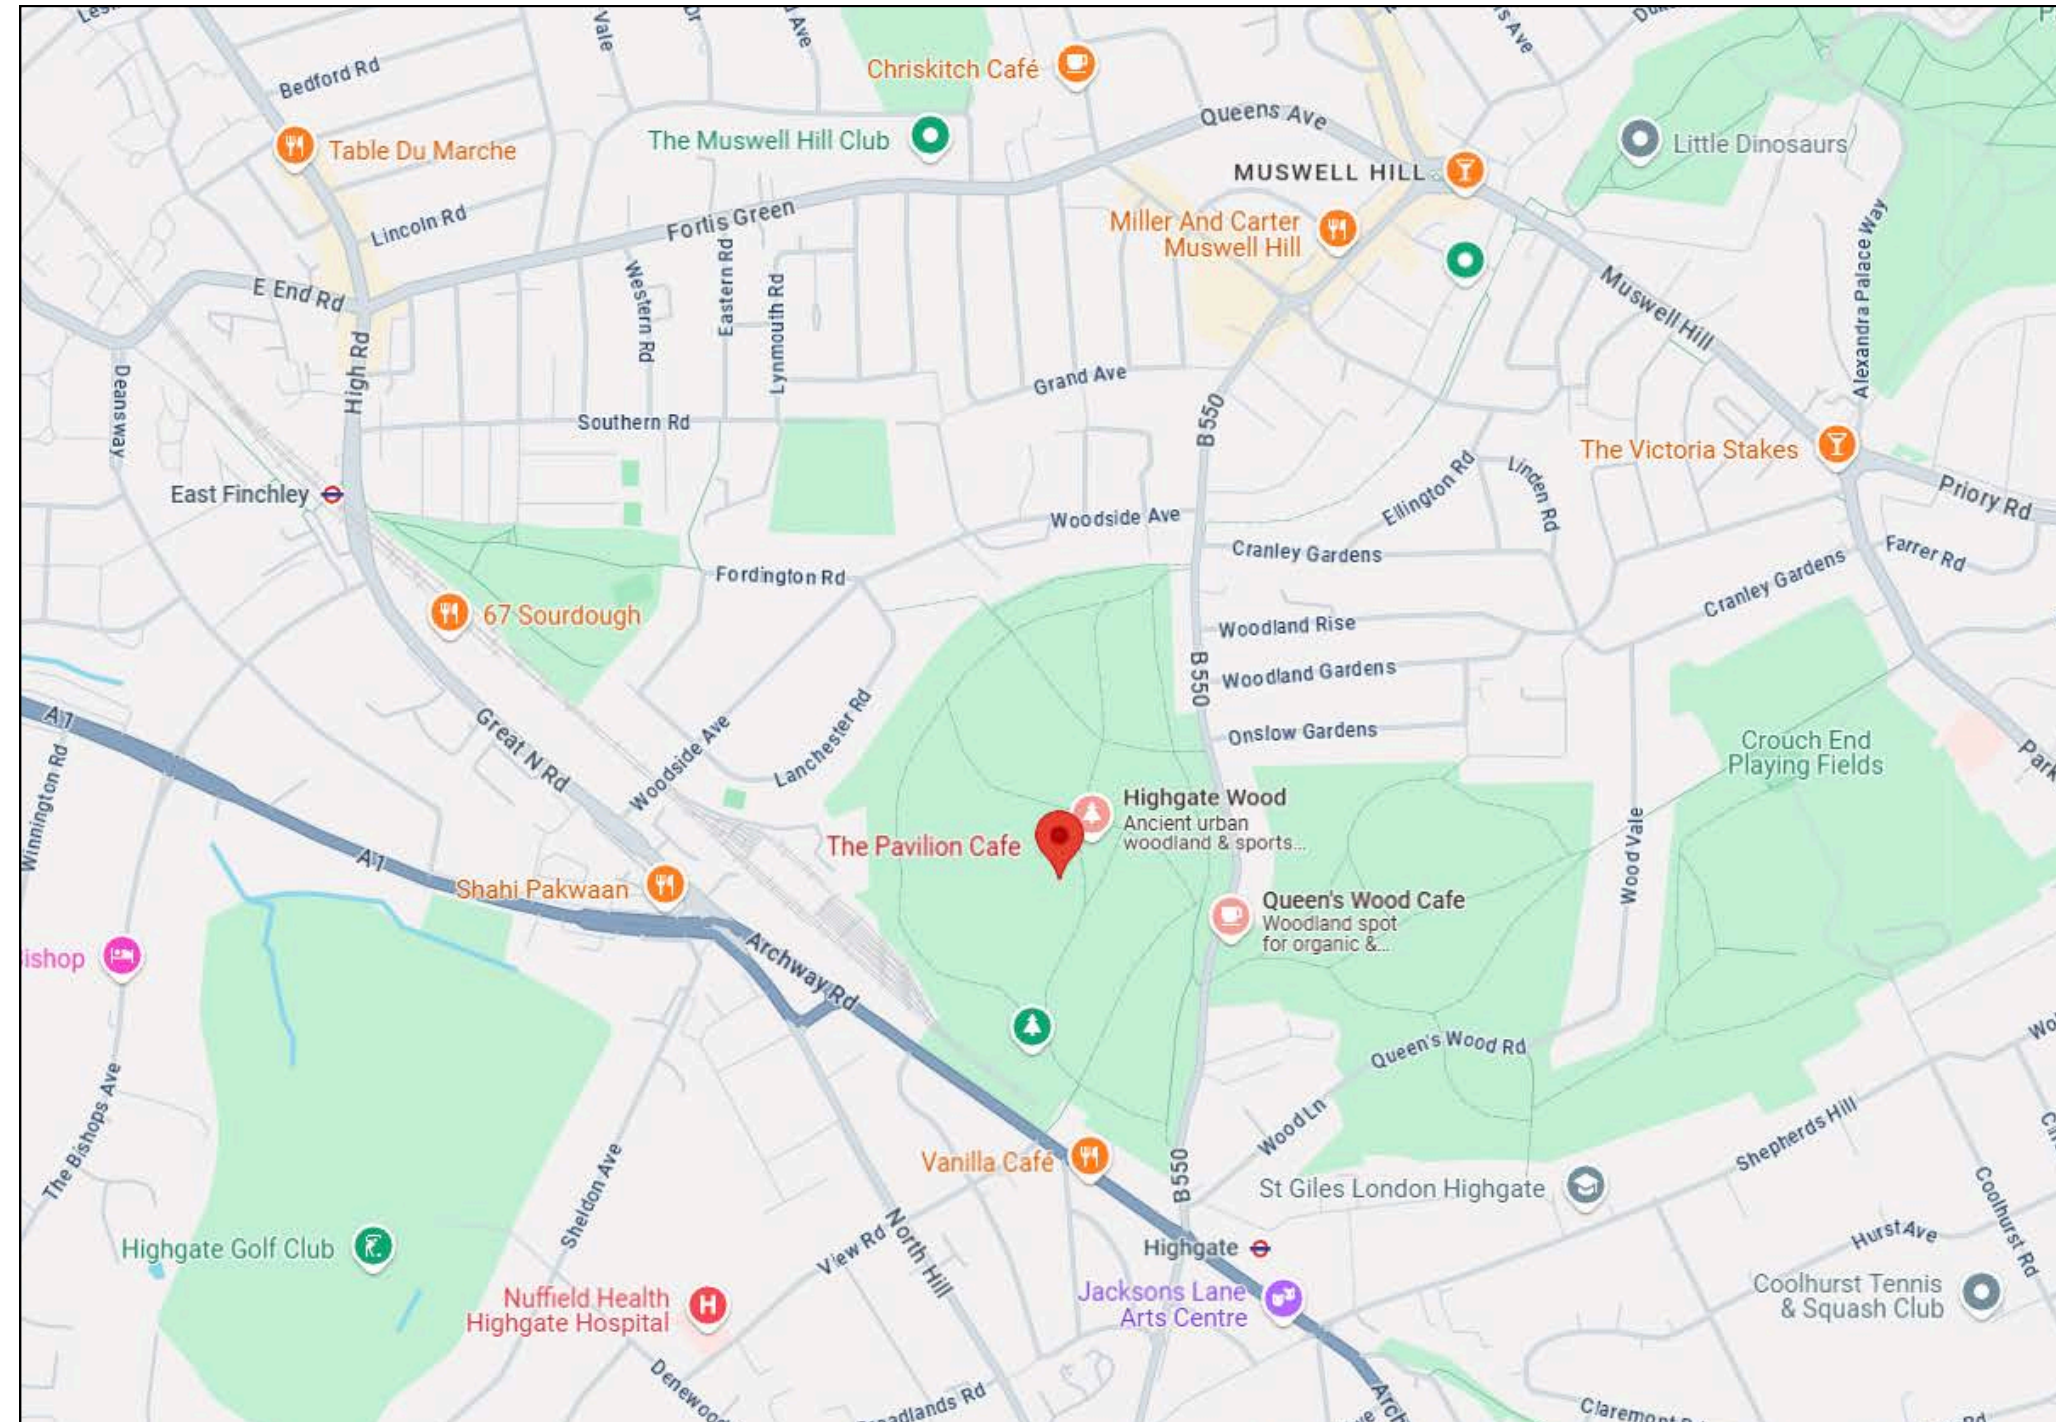 Vale
Bedford Rd
Chriskitch Café
Queens Ave
Table Du Marche
The Muswell Hill Club
Little Dinosaurs
MUSWELL HILL
Lincoln Rd
Fortis Green
Miller And Carter
Muswell Hill
E End Rd
Western Rd
Eastern Rd
Lynmouth Rd
Muswell Hill
Alexandra Palace Way
High Rd
Deansway
Grand Ave
Southern Rd
B550
The Victoria Stakes
Ellington Rd
Linden Rd
East Finchley
Priory Rd
Woodside Ave
Cranley Gardens
Farrer Rd
Fordington Rd
Cranley Gardens
67 Sourdough
Woodland Rise
B550
Woodland Gardens
A1
Great N Rd
Woodside Ave
Lanchester Rd
Onslow Gardens
Crouch End
Playing Fields
Park
Winnington Rd
Highgate Wood
Ancient urban
woodland & sports...
The Pavilion Cafe
Wood Vale
A1
Shahi Pakwaan
Queen's Wood Cafe
Woodland spot
for organic &...
ishop
Archway Rd
Queen's Wood Rd
The Bishops Ave
Wood Ln
Shepherds Hill
Vanilla Café
B550
St Giles London Highgate
Sheldon Ave
Coolhurst Rd
View Rd
North Hill
Hurst Ave
Highgate Golf Club
Highgate
Nuffield Health
Highgate Hospital
Jacksons Lane
Arts Centre
Coolhurst Tennis
& Squash Club
Denewoo
adlands Rd
Arch
Claremont